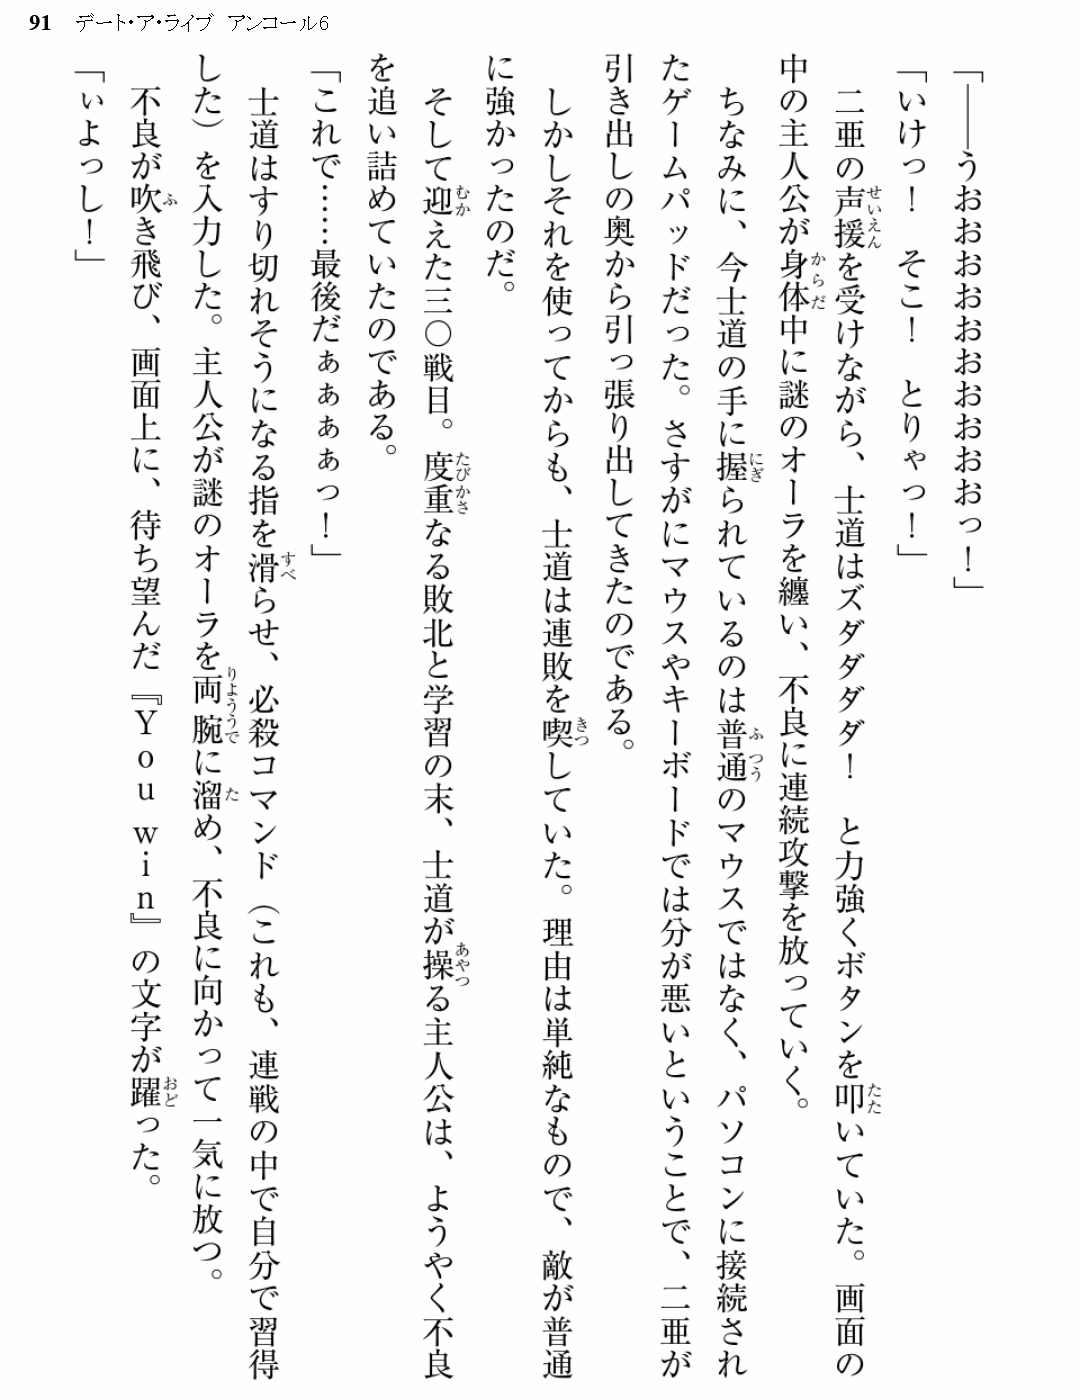 91 デート・ア・ライブ アンコール6
「――うおおおおおおおおおおっ！」
「いけっ！ そこ！ とりゃっ！」
二亜の声援を受けながら、士道はズダダダダ！ と力強くボタンを叩いていた。画面の
中の主人公が身体中に謎のオーラを纏い、不良に連続攻撃を放っていく。
ちなみに、今士道の手に握られているのは普通のマウスではなく、パソコンに接続され
たゲームパッドだった。さすがにマウスやキーボードでは分が悪いということで、二亜が
引き出しの奥から引っ張り出してきたのである。
しかしそれを使ってからも、士道は連敗を喫していた。理由は単純なもので、敵が普通
に強かったのだ。
そして迎えた三〇戦目。度重なる敗北と学習の末、士道が操る主人公は、ようやく不良
を追い詰めていたのである。
「これで……最後だぁぁぁぁっ！」
士道はすり切れそうになる指を滑らせ、必殺コマンド（これも、連戦の中で自分で習得
した）を入力した。主人公が謎のオーラを両腕に溜め、不良に向かって一気に放つ。
不良が吹き飛び、画面上に、待ち望んだ『You win』の文字が躍った。
「ぃよっし！」